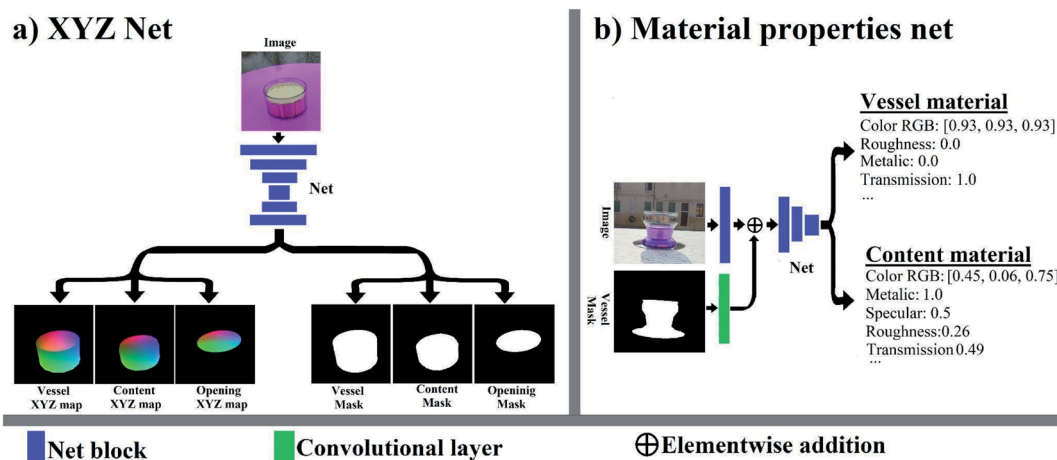 a) XYZ Net
Image
Net
Vessel
XYZ map
Content
XYZ map
Opening
XYZ map
Vessel
Mask
Content
Mask
Openinig Mask
b) Material properties net
Image
Vessel
Mask
Net
Vessel material
Color RGB: [0.93, 0.93, 0.93]
Roughness: 0.0
Metalic: 0.0
Transmission: 1.0
...
Content material
Color RGB: [0.45, 0.06, 0.75]
Metalic: 1.0
Specular: 0.5
Roughness:0.26
Transmission 0.49
...
Net block
Convolutional layer
Elementwise addition